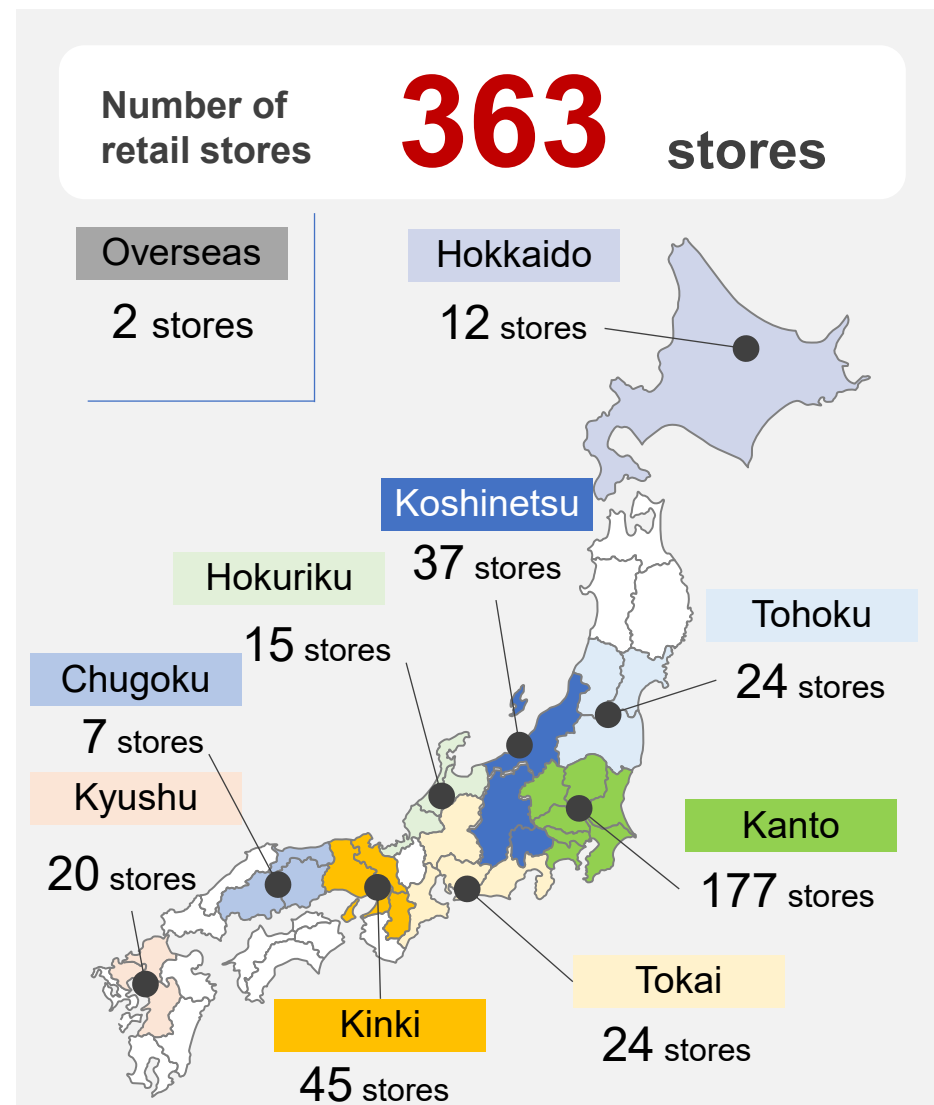 Number of
retail stores
363 stores
Overseas
2 stores
Hokkaido
12 stores
Koshinetsu
37 stores
Hokuriku
15 stores
Tohoku
24 stores
Chugoku
7 stores
Kyushu
20 stores
Kanto
177 stores
Tokai
24 stores
Kinki
45 stores